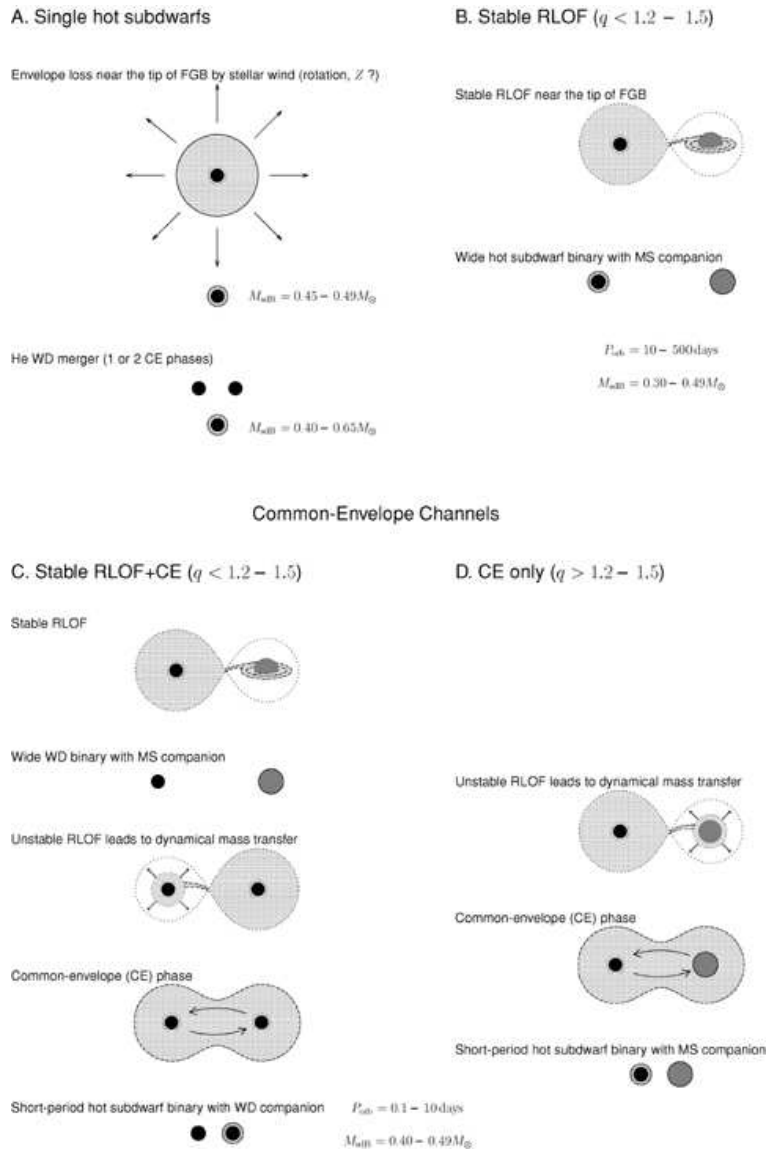 A. Single hot subdwarfs
Envelope loss near the tip of FGB by stellar wind (rotation, Z ?)
M_sdB = 0.45 − 0.49M_⊙
He WD merger (1 or 2 CE phases)
M_sdB = 0.40 − 0.65M_⊙
B. Stable RLOF (q < 1.2 − 1.5)
Stable RLOF near the tip of FGB
Wide hot subdwarf binary with MS companion
P_orb = 10 − 500 days
M_sdB = 0.30 − 0.49M_⊙
Common-Envelope Channels
C. Stable RLOF+CE (q < 1.2 − 1.5)
Stable RLOF
Wide WD binary with MS companion
Unstable RLOF leads to dynamical mass transfer
Common-envelope (CE) phase
Short-period hot subdwarf binary with WD companion
P_orb = 0.1 − 10 days
M_sdB = 0.40 − 0.49M_⊙
D. CE only (q > 1.2 − 1.5)
Unstable RLOF leads to dynamical mass transfer
Common-envelope (CE) phase
Short-period hot subdwarf binary with MS companion